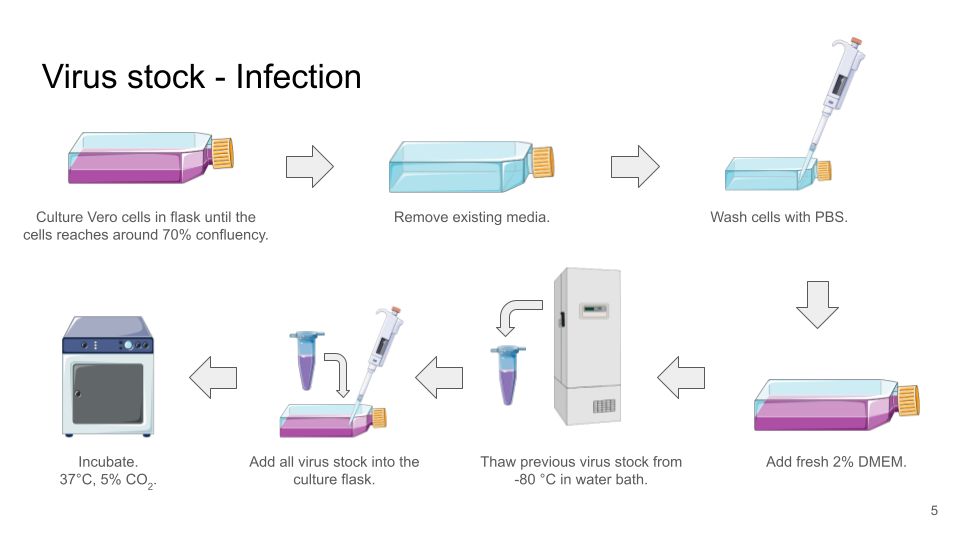 Virus stock - Infection
Culture Vero cells in flask until the
cells reaches around 70% confluency.
Remove existing media.
Wash cells with PBS.
Add fresh 2% DMEM.
Thaw previous virus stock from
-80 °C in water bath.
Add all virus stock into the
culture flask.
Incubate.
37°C, 5% CO₂.
5